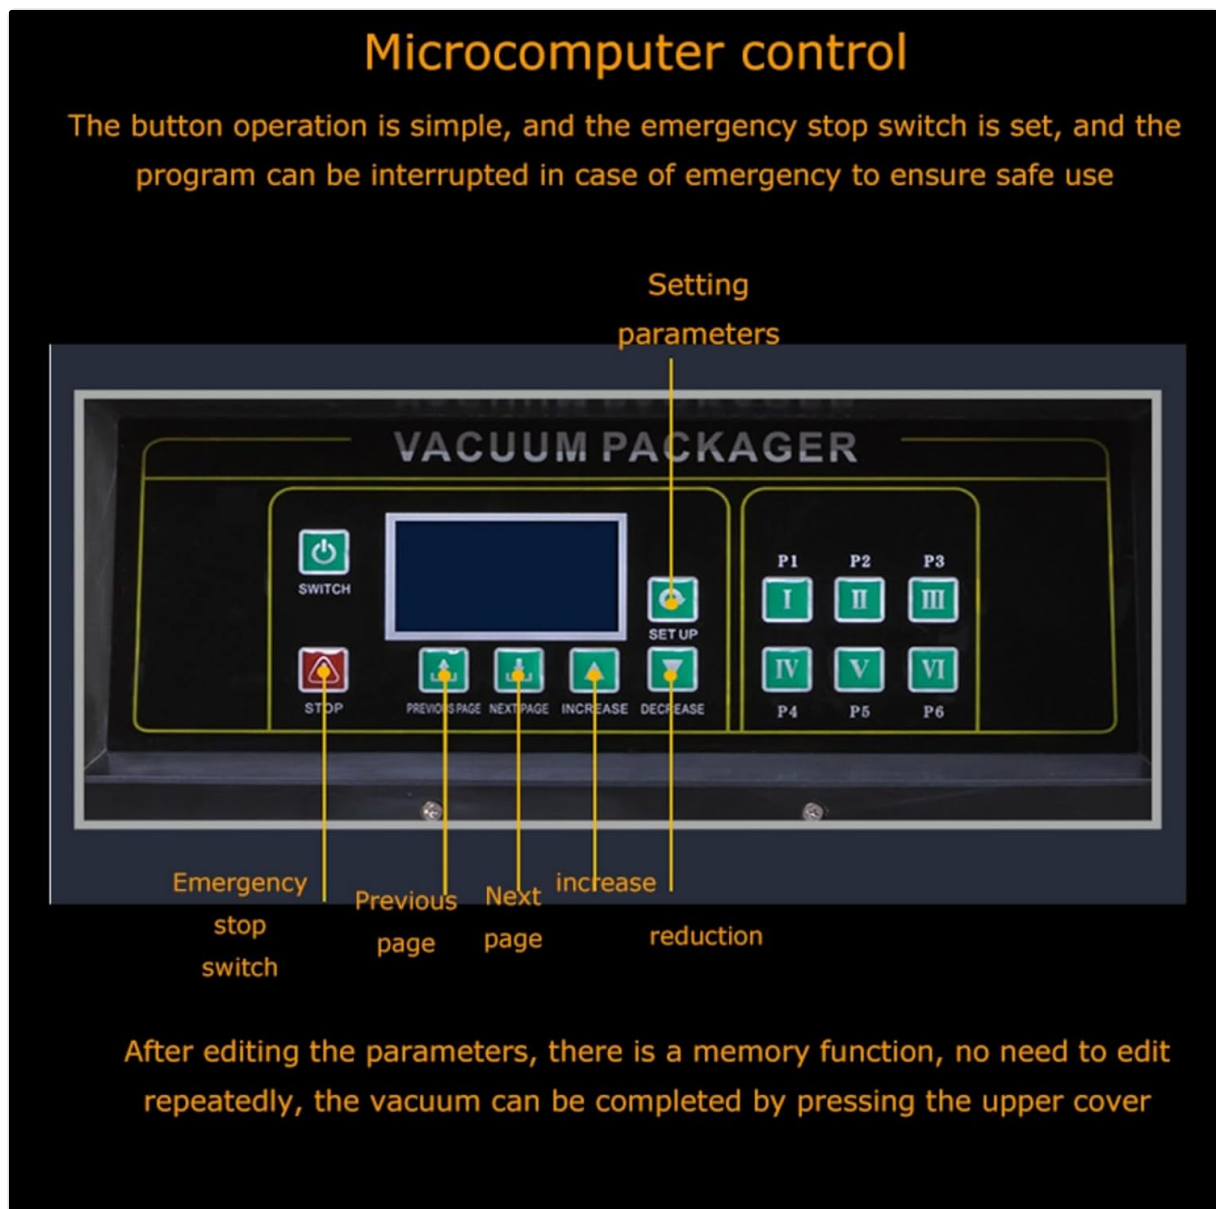 Microcomputer control
The button operation is simple, and the emergency stop switch is set, and the
program can be interrupted in case of emergency to ensure safe use
Setting
parameters
VACUUM PACKAGER
SWITCH
SET UP
STOP
PREVIOUS PAGE
NEXT PAGE
INCREASE
DECREASE
P1
P2
P3
I
II
III
IV
V
VI
P4
P5
P6
Emergency
stop
switch
Previous
page
Next
page
increase
reduction
After editing the parameters, there is a memory function, no need to edit
repeatedly, the vacuum can be completed by pressing the upper cover